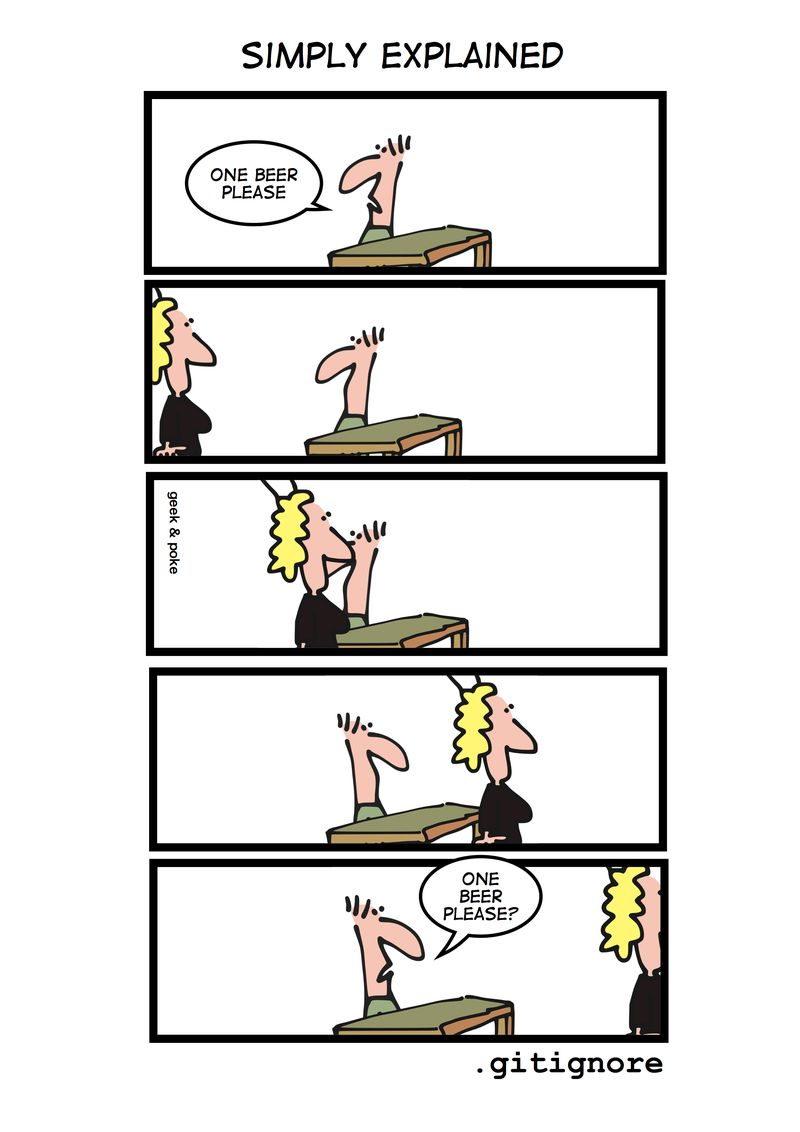 SIMPLY EXPLAINED
ONE BEER
PLEASE
geek & poke
ONE
BEER
PLEASE?
.gitignore